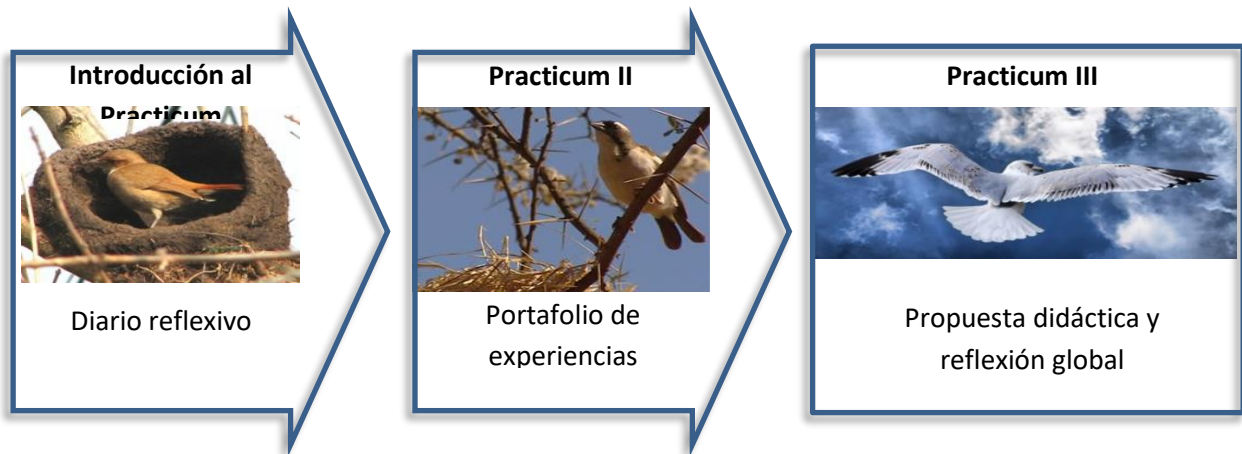 Introducción al
Practicum
Diario reflexivo
Practicum II
Portafolio de
experiencias
Practicum III
Propuesta didáctica y
reflexión global